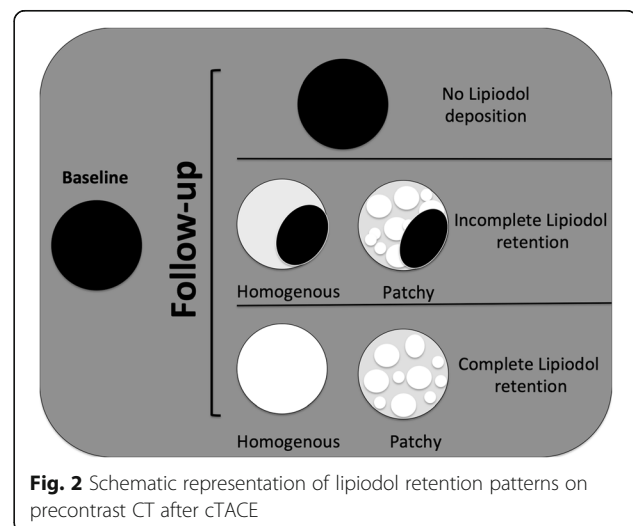 No Lipiodol
deposition
Baseline
Follow-up
Incomplete Lipiodol
retention
Homogenous Patchy
Complete Lipiodol
retention
Homogenous Patchy
Fig. 2 Schematic representation of lipiodol retention patterns on
precontrast CT after cTACE